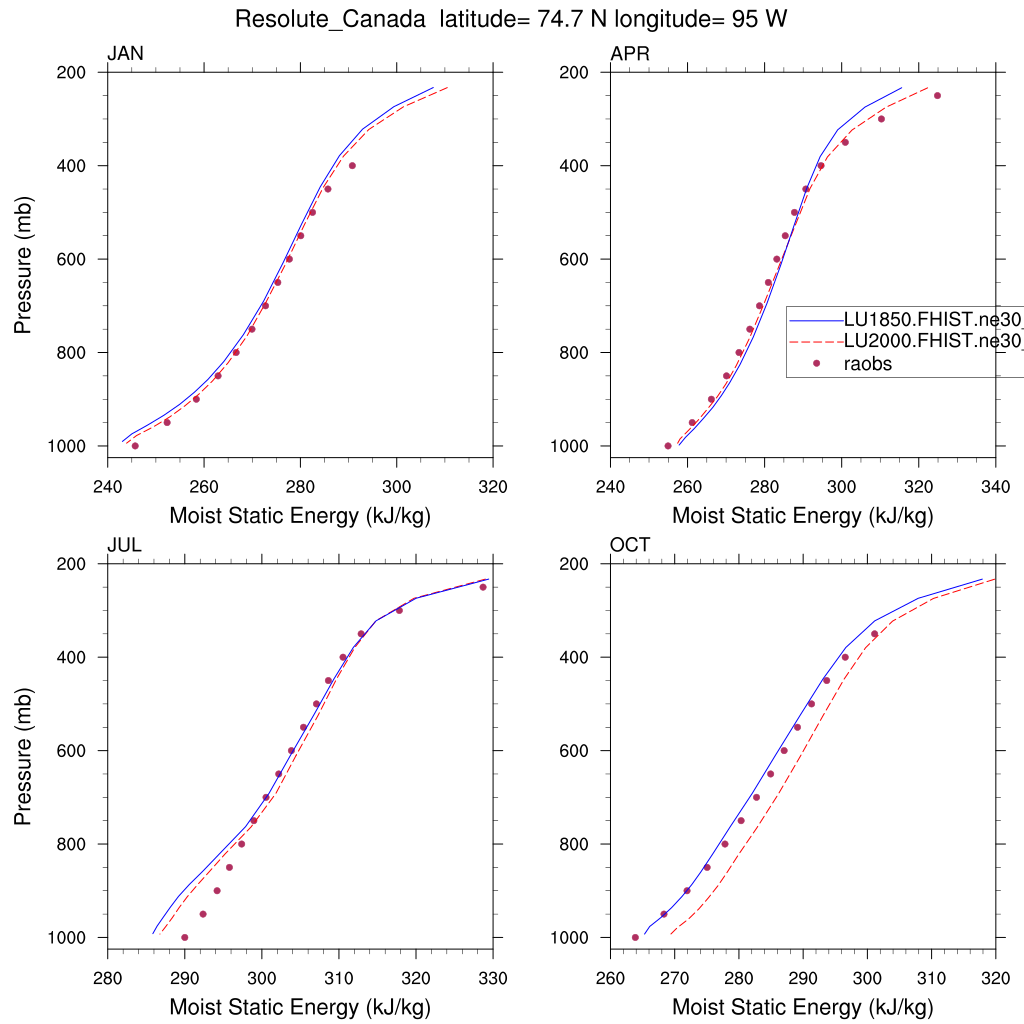 Resolute_Canada latitude= 74.7 N longitude= 95 W
JAN
200
400
600
800
1000
Pressure (mb)
240 260 280 300 320
Moist Static Energy (kJ/kg)
APR
200
400
600
800
1000
240 260 280 300 320 340
Moist Static Energy (kJ/kg)
LU1850.FHIST.ne30_
LU2000.FHIST.ne30_
raobs
JUL
200
400
600
800
1000
Pressure (mb)
280 290 300 310 320 330
Moist Static Energy (kJ/kg)
OCT
200
400
600
800
1000
260 270 280 290 300 310 320
Moist Static Energy (kJ/kg)